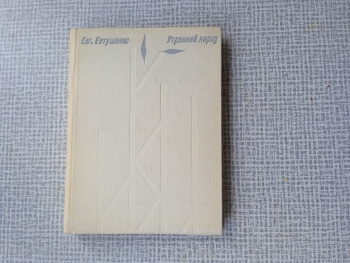 Евг. Евтушенко
Утренний народ